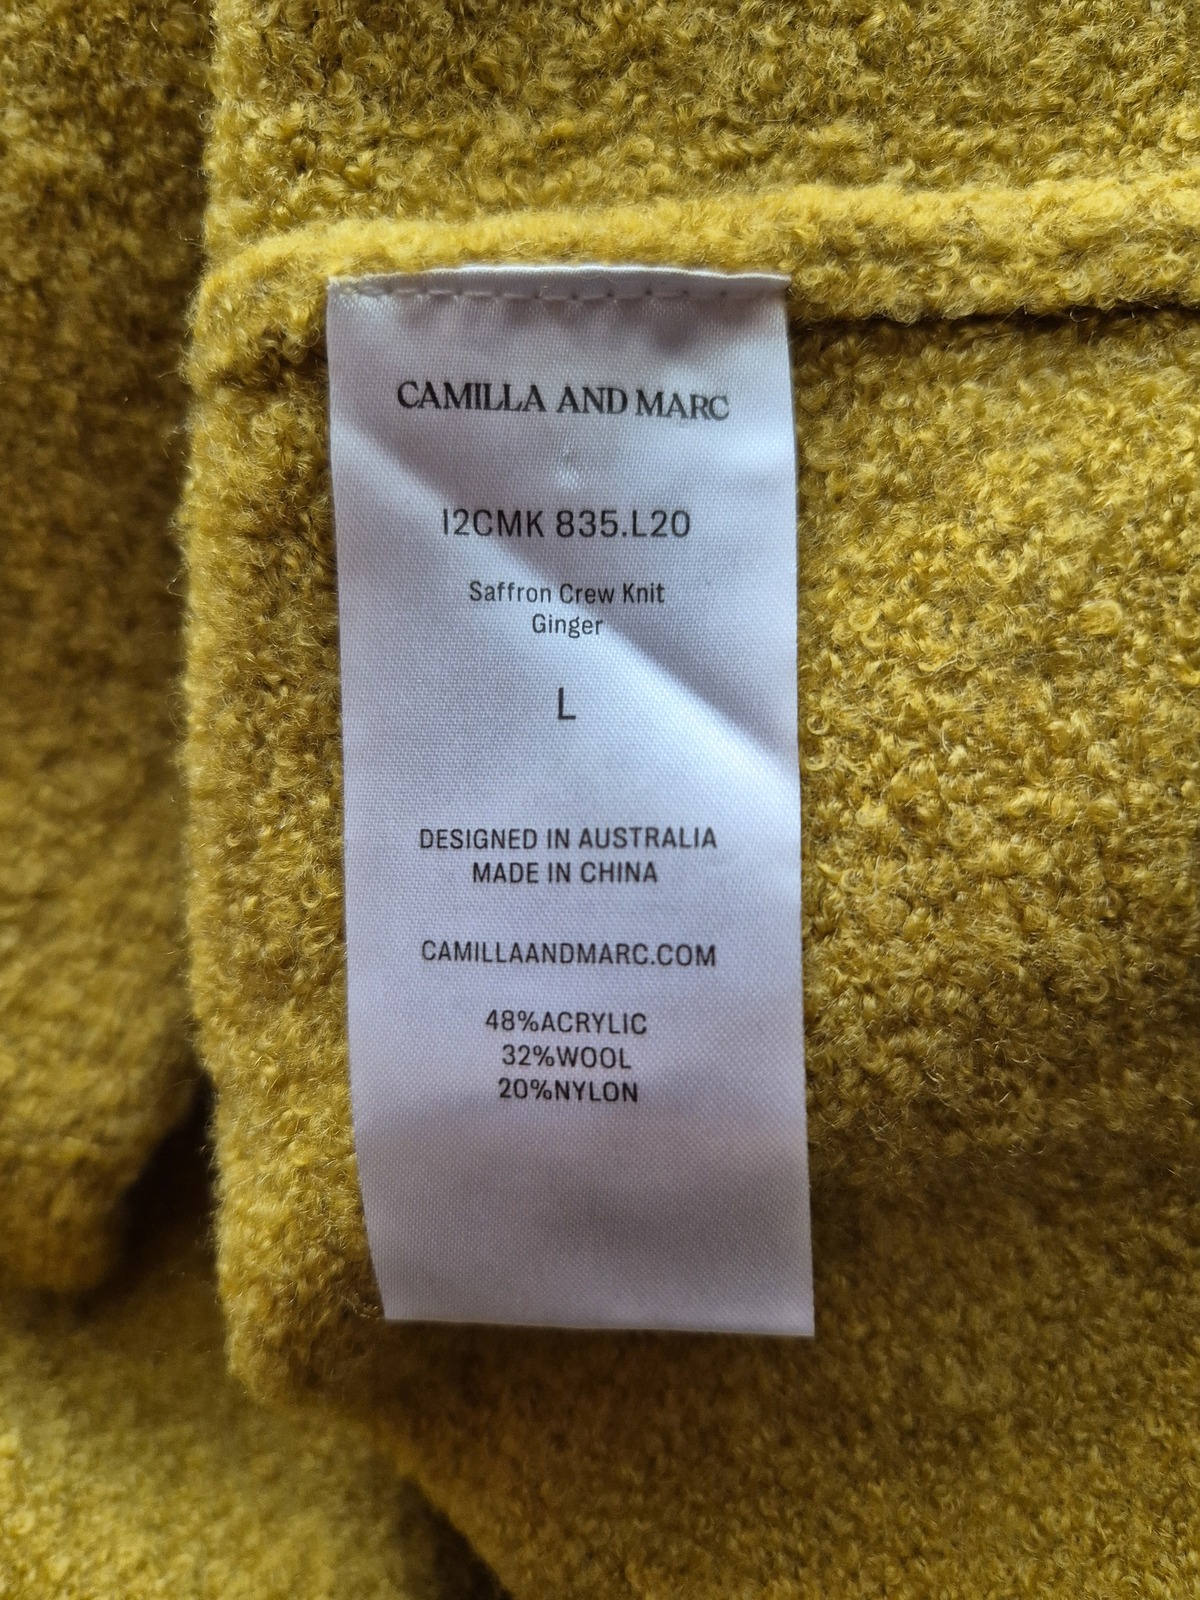 CAMILLA AND MARC
I2CMK 835.L20
Saffron Crew Knit
Ginger
L
DESIGNED IN AUSTRALIA
MADE IN CHINA
CAMILLAANDMARC.COM
48%ACRYLIC
32%WOOL
20%NYLON